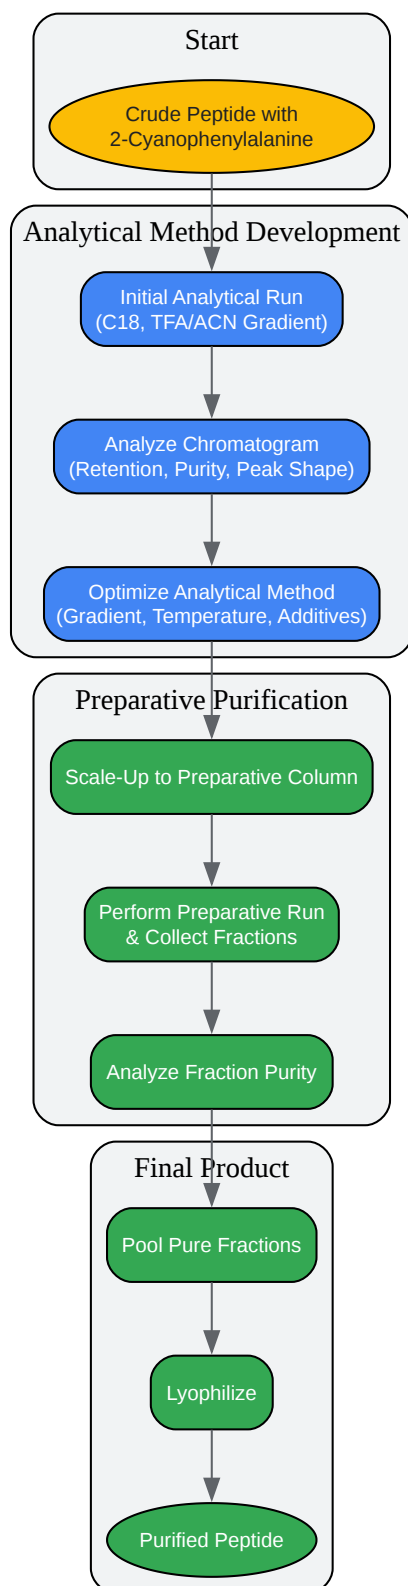 Start
Crude Peptide with
2-Cyanophenylalanine
Analytical Method Development
Initial Analytical Run
(C18, TFA/ACN Gradient)
Analyze Chromatogram
(Retention, Purity, Peak Shape)
Optimize Analytical Method
(Gradient, Temperature, Additives)
Preparative Purification
Scale-Up to Preparative Column
Perform Preparative Run
& Collect Fractions
Analyze Fraction Purity
Final Product
Pool Pure Fractions
Lyophilize
Purified Peptide